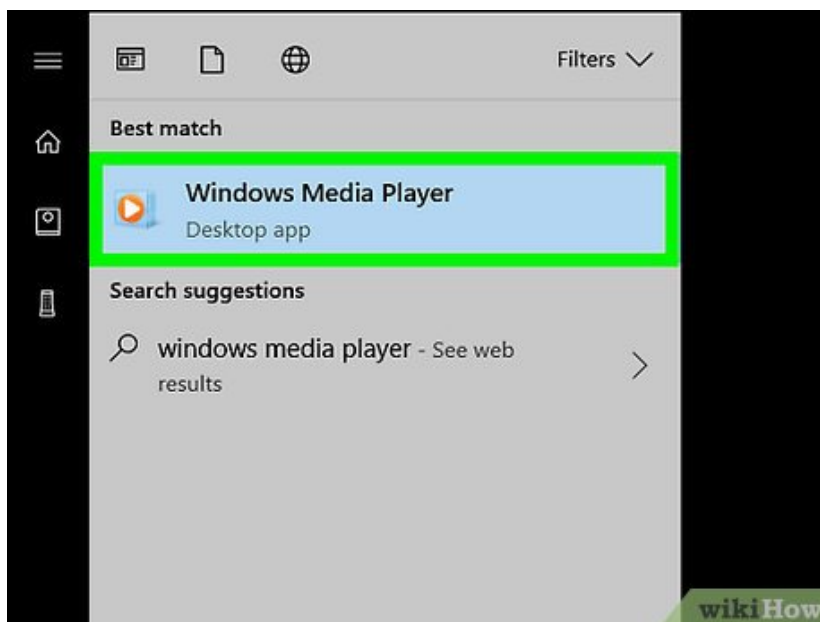 Filters
Best match
Windows Media Player
Desktop app
Search suggestions
windows media player - See web
results
wikiHow